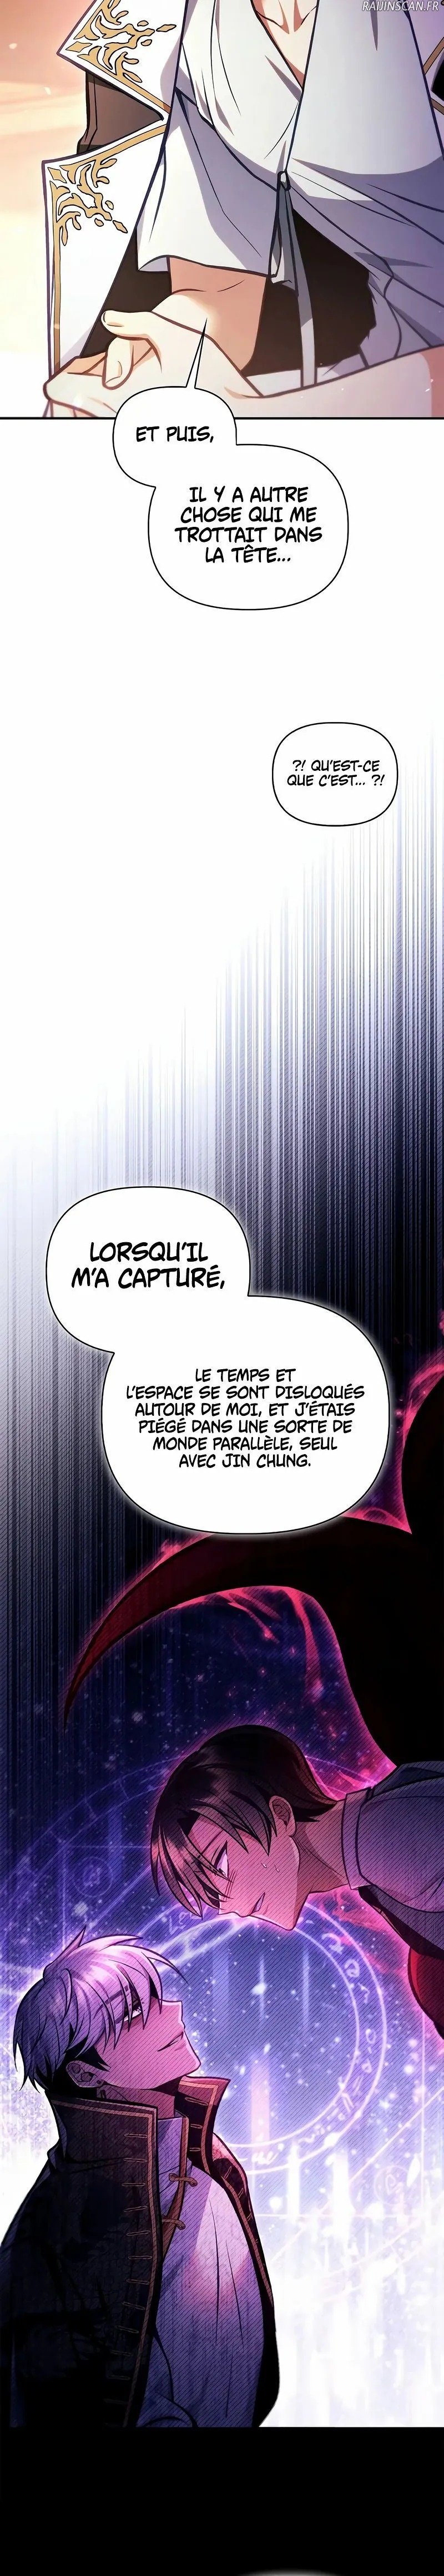 RAIJINSCAN.FR
ET PUIS,
IL Y A AUTRE
CHOSE QUI ME
TROTTAIT DANS
LA TÊTE...
?! QU'EST-CE
QUE C'EST... ?!
LORSQU'IL
M'A CAPTURÉ,
LE TEMPS ET
L'ESPACE SE SONT DISLOQUÉS
AUTOUR DE MOI, ET J'ÉTAIS
PIÉGÉ DANS UNE SORTE DE
MONDE PARALLÈLE, SEUL
AVEC JIN CHUNG.